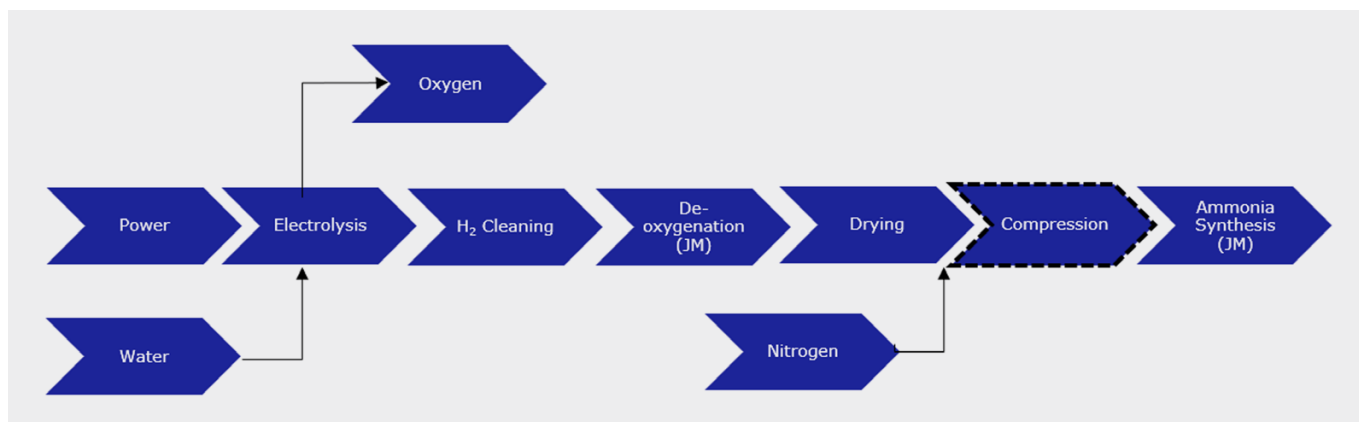 Oxygen
Power
Electrolysis
H₂ Cleaning
De-
oxygenation
(JM)
Drying
Compression
Ammonia
Synthesis
(JM)
Water
Nitrogen